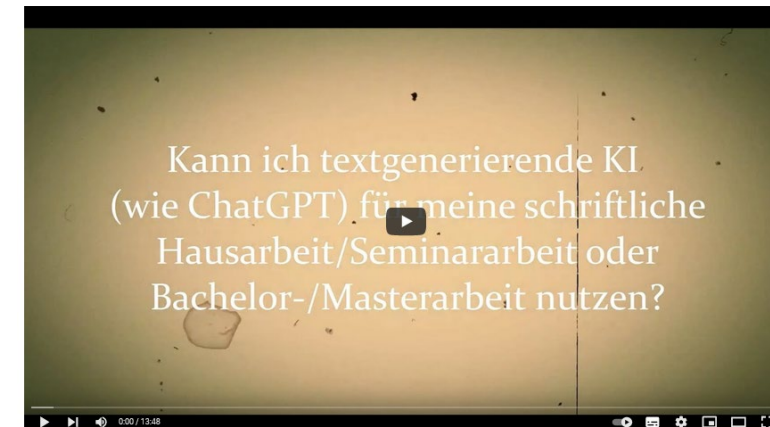 Kann ich textgenerierende KI
(wie ChatGPT) für meine schriftliche
Hausarbeit/Seminararbeit oder
Bachelor-/Masterarbeit nutzen?
0:00 / 13:48